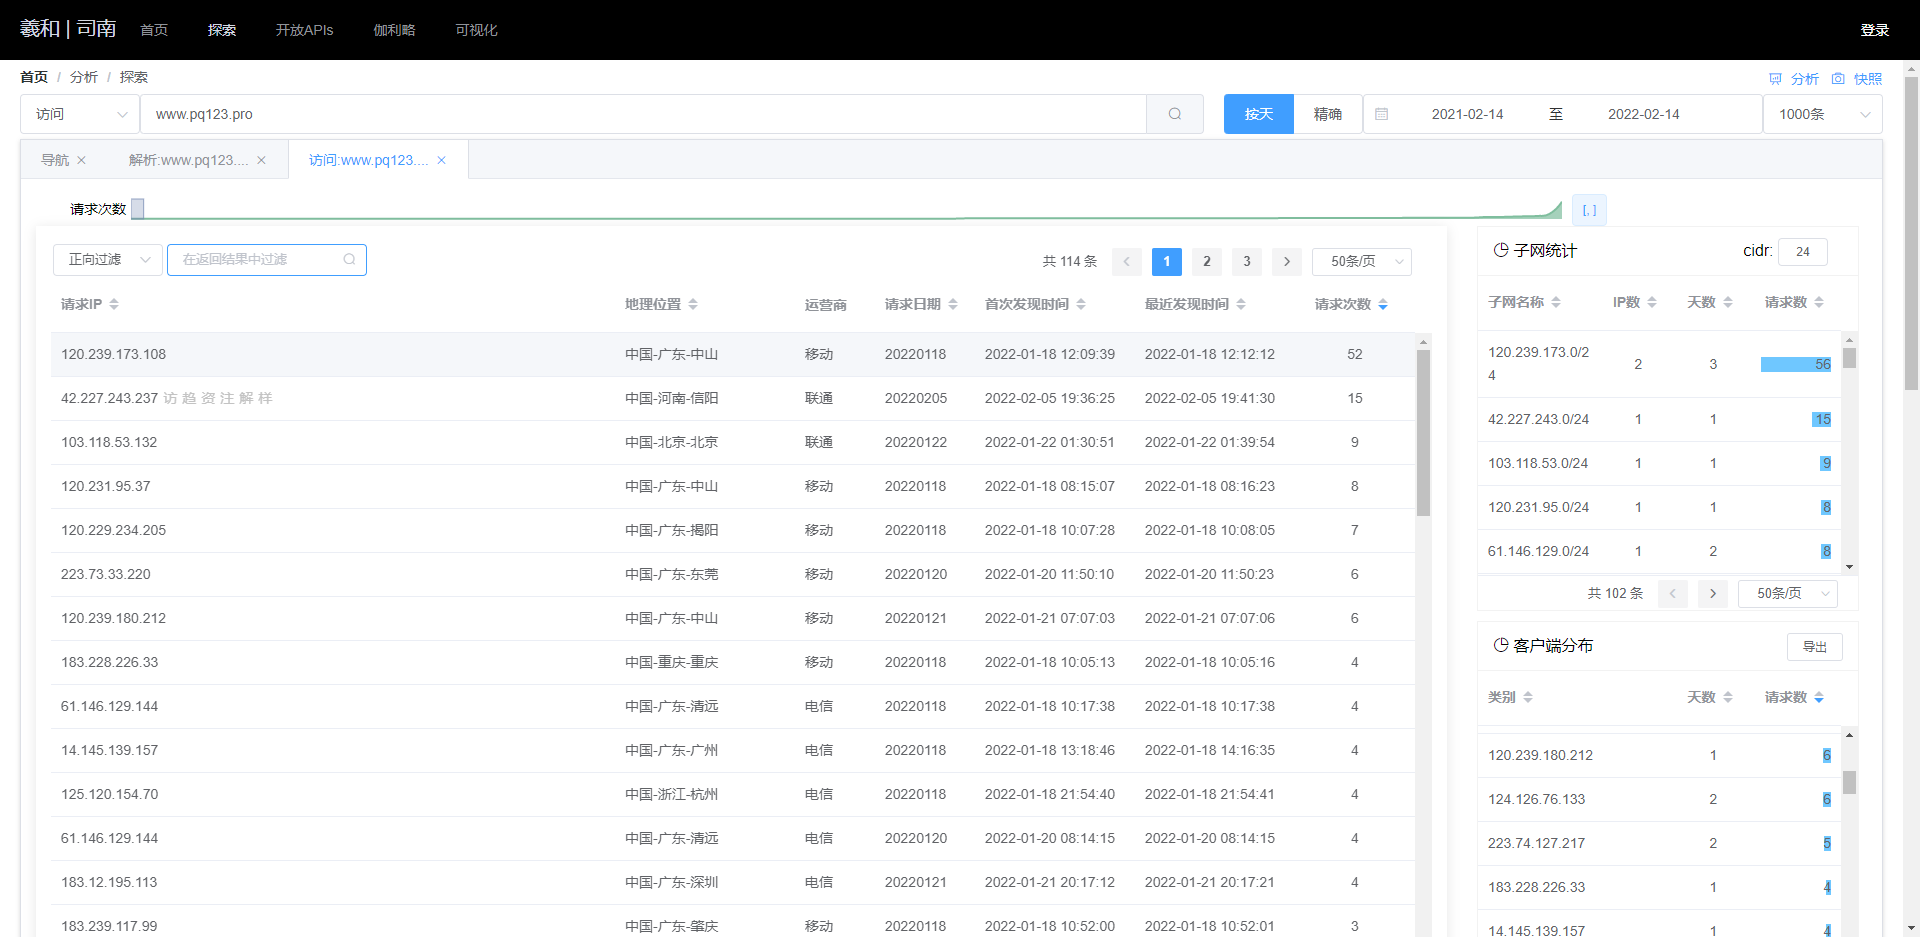 羲和 | 司南 首页 探索 开放APIs 伽利略 可视化 登录
首页 / 分析 / 探索 分析 快照
访问 www.pq123.pro 按天 精确 2021-02-14 至 2022-02-14 1000条
导航 解析:www.pq123.... 访问:www.pq123....
请求次数 [, ]
正向过滤 在返回结果中过滤 共 114 条 1 2 3 50条/页
请求IP 地理位置 运营商 请求日期 首次发现时间 最近发现时间 请求次数
120.239.173.108 中国-广东-中山 移动 20220118 2022-01-18 12:09:39 2022-01-18 12:12:12 52
42.227.243.237 访 趋 资 注 解 样 中国-河南-信阳 联通 20220205 2022-02-05 19:36:25 2022-02-05 19:41:30 15
103.118.53.132 中国-北京-北京 联通 20220122 2022-01-22 01:30:51 2022-01-22 01:39:54 9
120.231.95.37 中国-广东-中山 移动 20220118 2022-01-18 08:15:07 2022-01-18 08:16:23 8
120.229.234.205 中国-广东-揭阳 移动 20220118 2022-01-18 10:07:28 2022-01-18 10:08:05 7
223.73.33.220 中国-广东-东莞 移动 20220120 2022-01-20 11:50:10 2022-01-20 11:50:23 6
120.239.180.212 中国-广东-中山 移动 20220121 2022-01-21 07:07:03 2022-01-21 07:07:06 6
183.228.226.33 中国-重庆-重庆 移动 20220118 2022-01-18 10:05:13 2022-01-18 10:05:16 4
61.146.129.144 中国-广东-清远 电信 20220118 2022-01-18 10:17:38 2022-01-18 10:17:38 4
14.145.139.157 中国-广东-广州 电信 20220118 2022-01-18 13:18:46 2022-01-18 14:16:35 4
125.120.154.70 中国-浙江-杭州 电信 20220118 2022-01-18 21:54:40 2022-01-18 21:54:41 4
61.146.129.144 中国-广东-清远 电信 20220120 2022-01-20 08:14:15 2022-01-20 08:14:15 4
183.12.195.113 中国-广东-深圳 电信 20220121 2022-01-21 20:17:12 2022-01-21 20:17:21 4
183.239.117.99 中国-广东-肇庆 移动 20220118 2022-01-18 10:52:00 2022-01-18 10:52:01 3
子网统计 cidr: 24
子网名称 IP数 天数 请求数
120.239.173.0/2
4 2 3 56
42.227.243.0/24 1 1 15
103.118.53.0/24 1 1 9
120.231.95.0/24 1 1 8
61.146.129.0/24 1 2 8
共 102 条 50条/页
客户端分布 导出
类别 天数 请求数
120.239.180.212 1 6
124.126.76.133 2 6
223.74.127.217 2 5
183.228.226.33 1 4
14.145.139.157 1 4